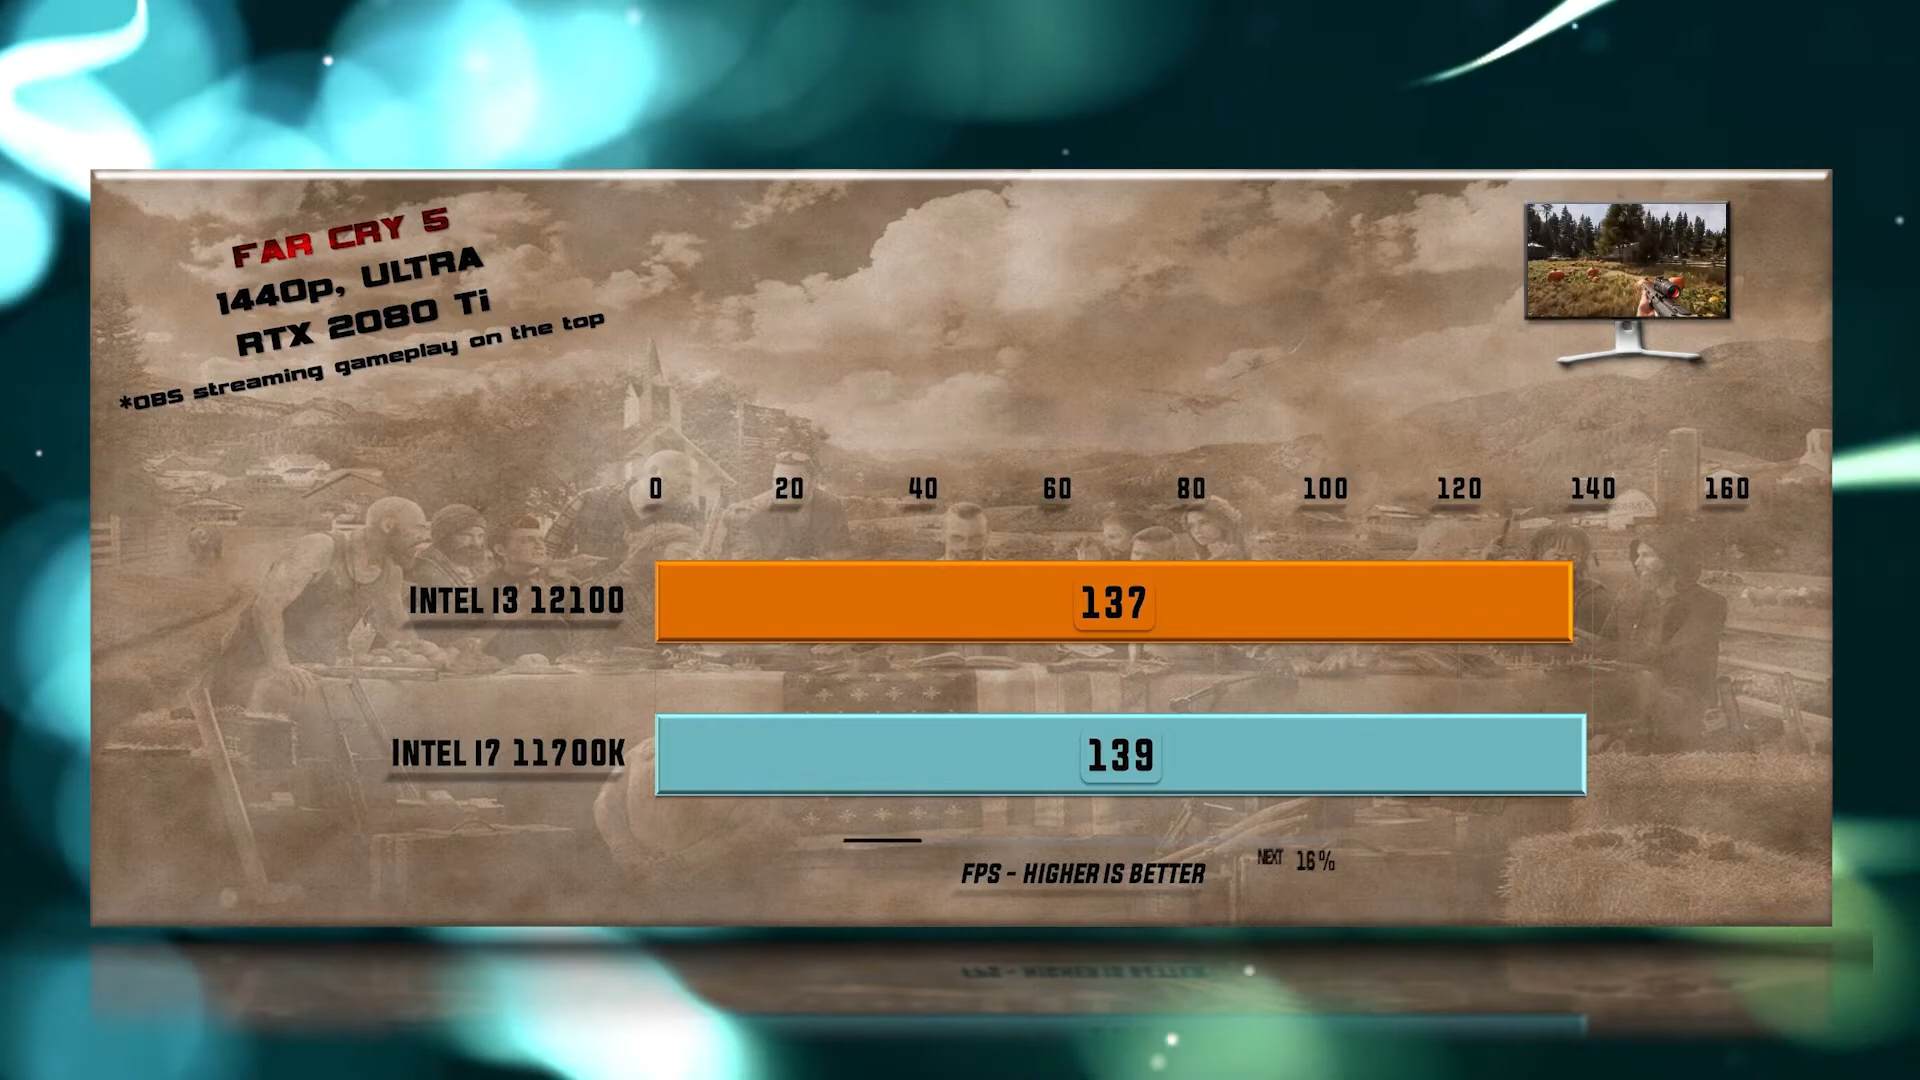 FAR CRY 5
1440p, ULTRA
RTX 2080 Ti
*OBS streaming gameplay on the top
0 20 40 60 80 100 120 140 160
INTEL I3 12100 137
INTEL I7 11700K 139
FPS - HIGHER IS BETTER
NEXT 16%